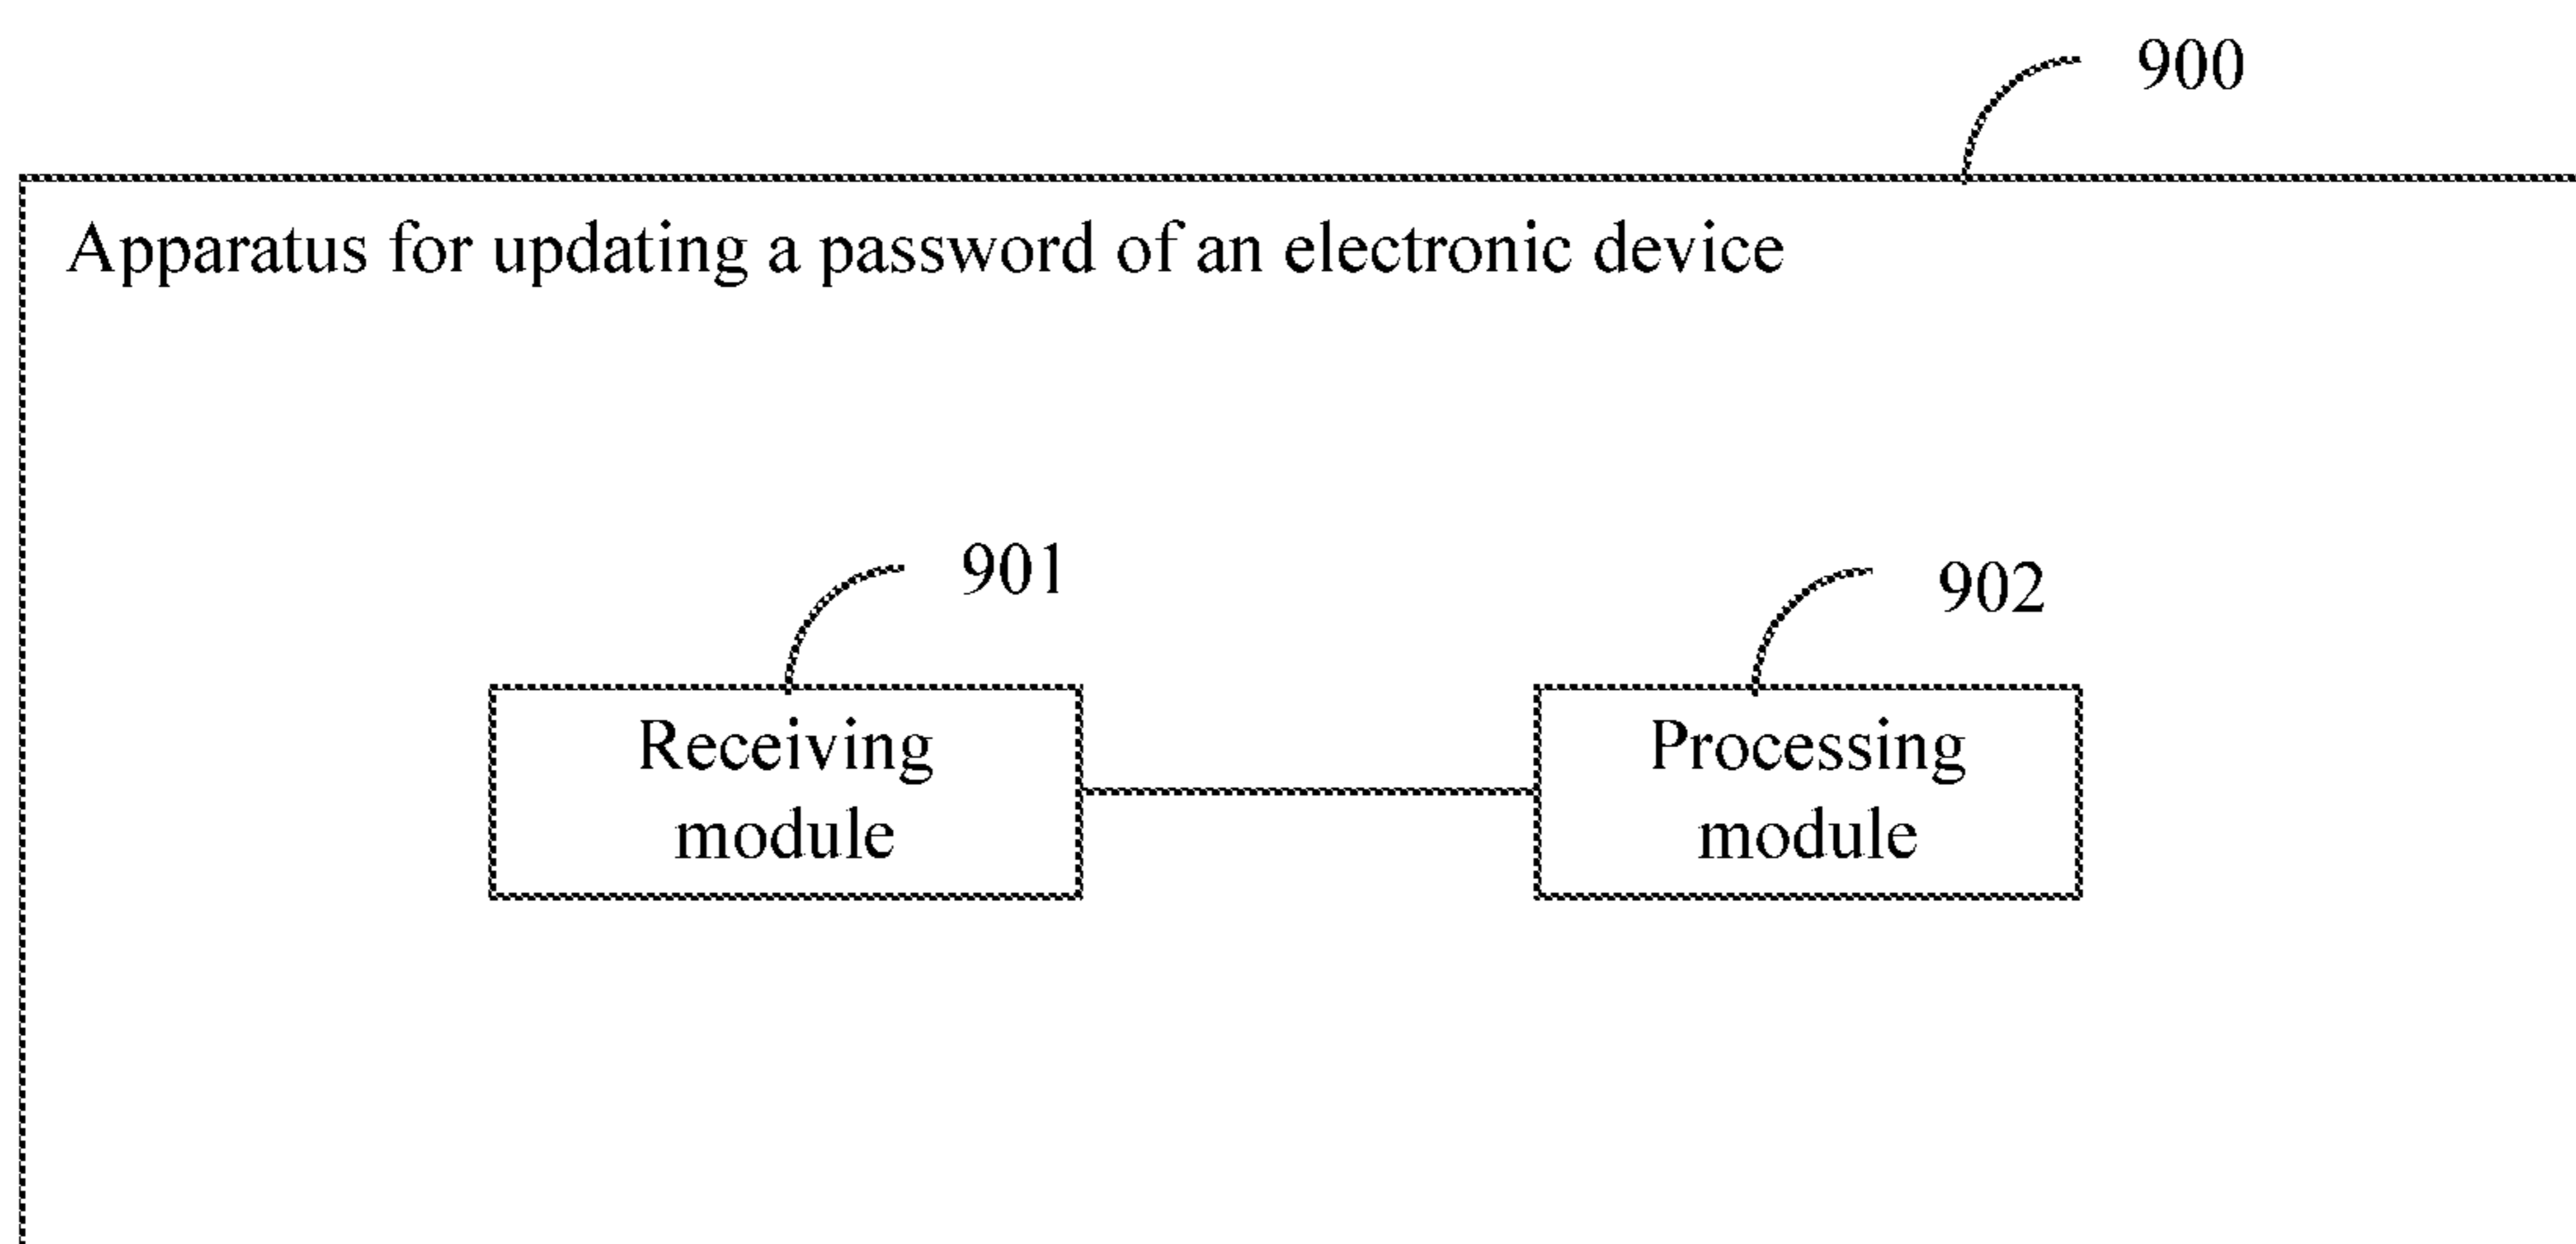 900
Apparatus for updating a password of an electronic device
901
902
Receiving
module
Processing
module